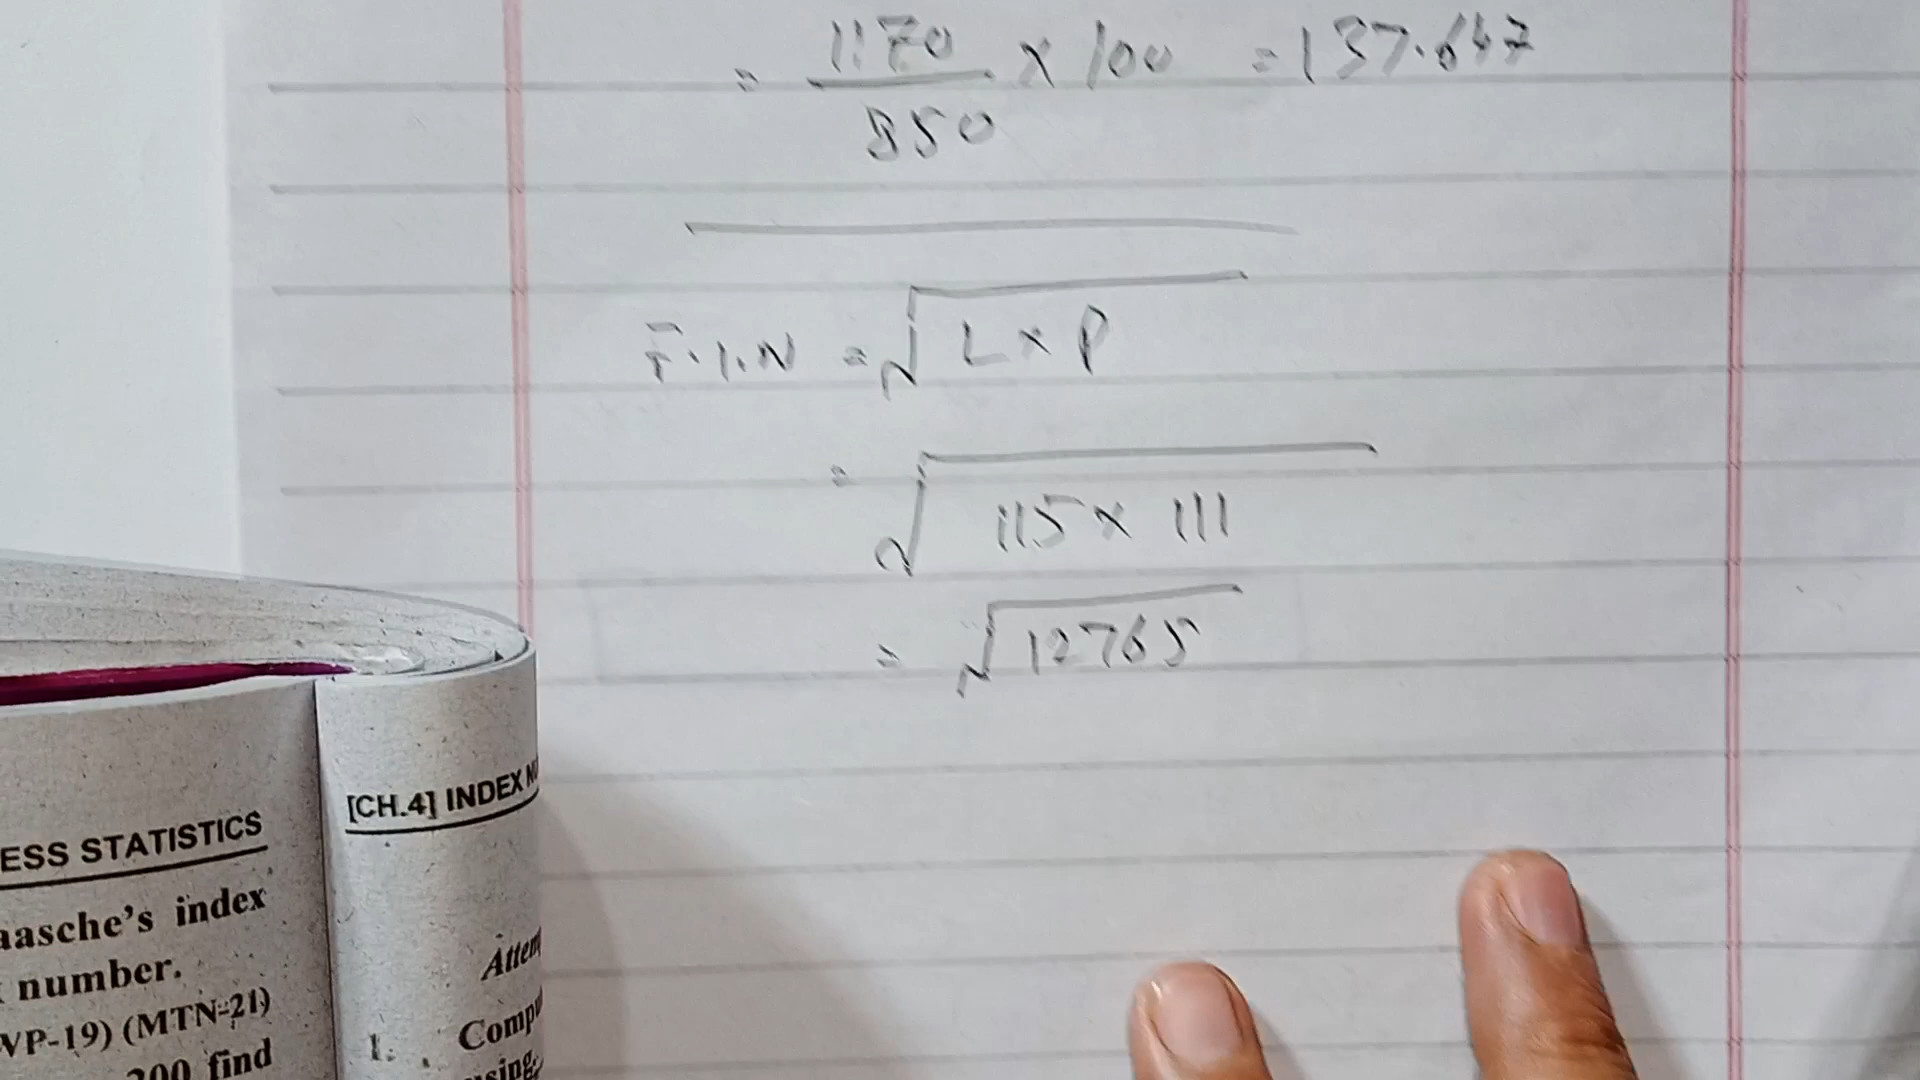 = 1170 / 850 × 100 = 137.647
F.I.N = √ L × P
= √ 115 × 111
= √ 12765
ESS STATISTICS
aasche's index
number.
VP-19) (MTN-21)
200 find
[CH.4] INDEX N
Attem
1. Compu
using